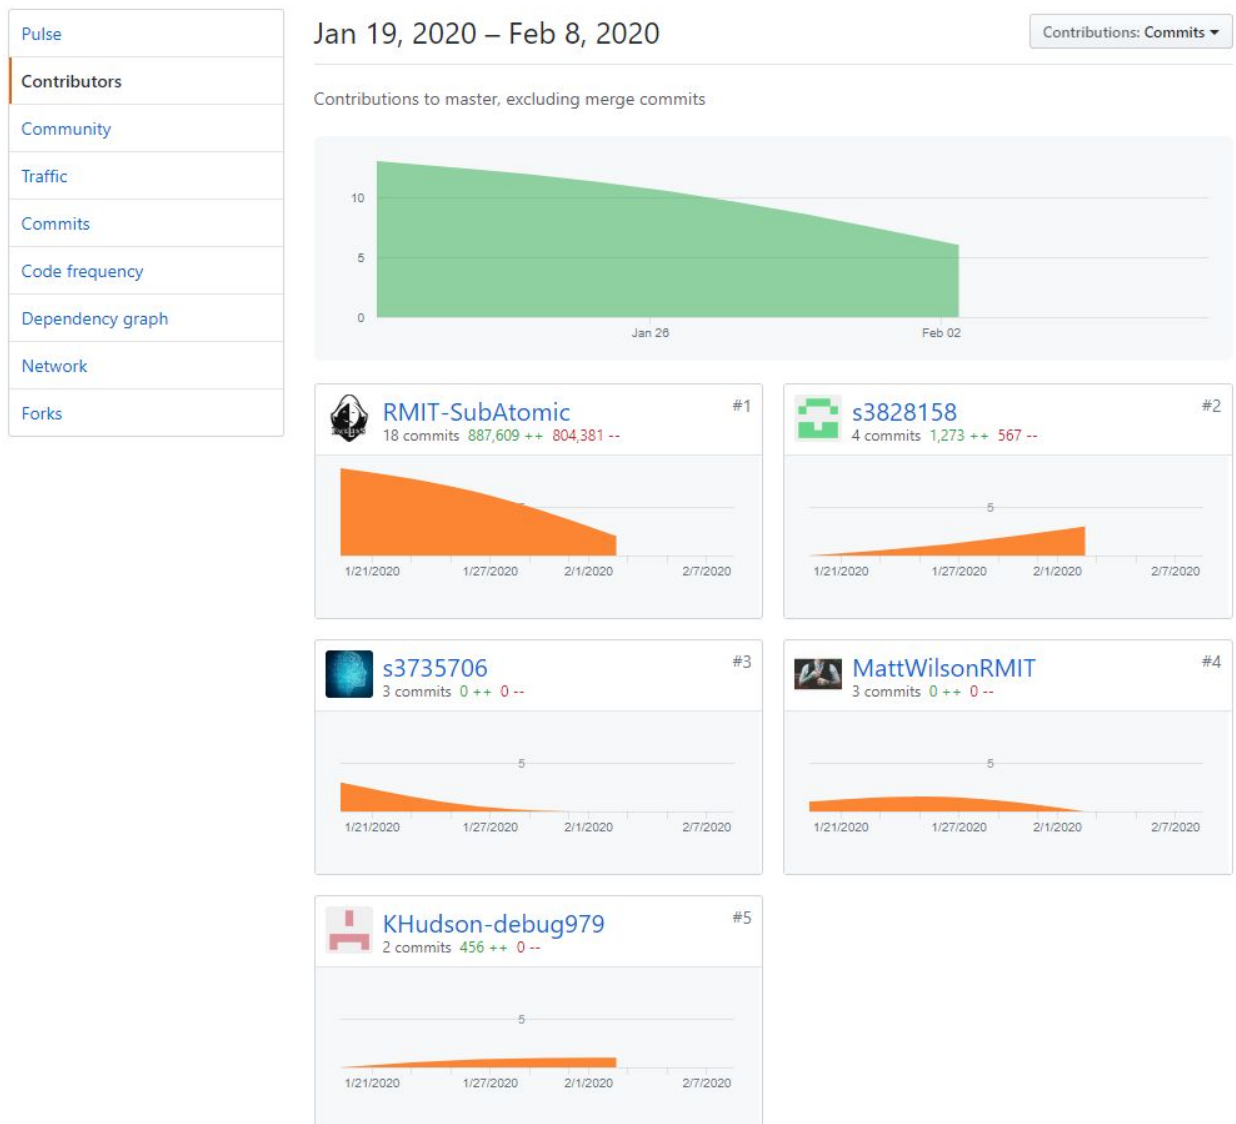 Pulse
Contributors
Community
Traffic
Commits
Code frequency
Dependency graph
Network
Forks
Jan 19, 2020 – Feb 8, 2020
Contributions: Commits
Contributions to master, excluding merge commits
10
5
0
Jan 26
Feb 02
RMIT-SubAtomic
#1
18 commits 887,609 ++ 804,381 --
1/21/2020 1/27/2020 2/1/2020 2/7/2020
s3828158
#2
4 commits 1,273 ++ 567 --
5
1/21/2020 1/27/2020 2/1/2020 2/7/2020
s3735706
#3
3 commits 0 ++ 0 --
5
1/21/2020 1/27/2020 2/1/2020 2/7/2020
MattWilsonRMIT
#4
3 commits 0 ++ 0 --
5
1/21/2020 1/27/2020 2/1/2020 2/7/2020
KHudson-debug979
#5
2 commits 456 ++ 0 --
5
1/21/2020 1/27/2020 2/1/2020 2/7/2020